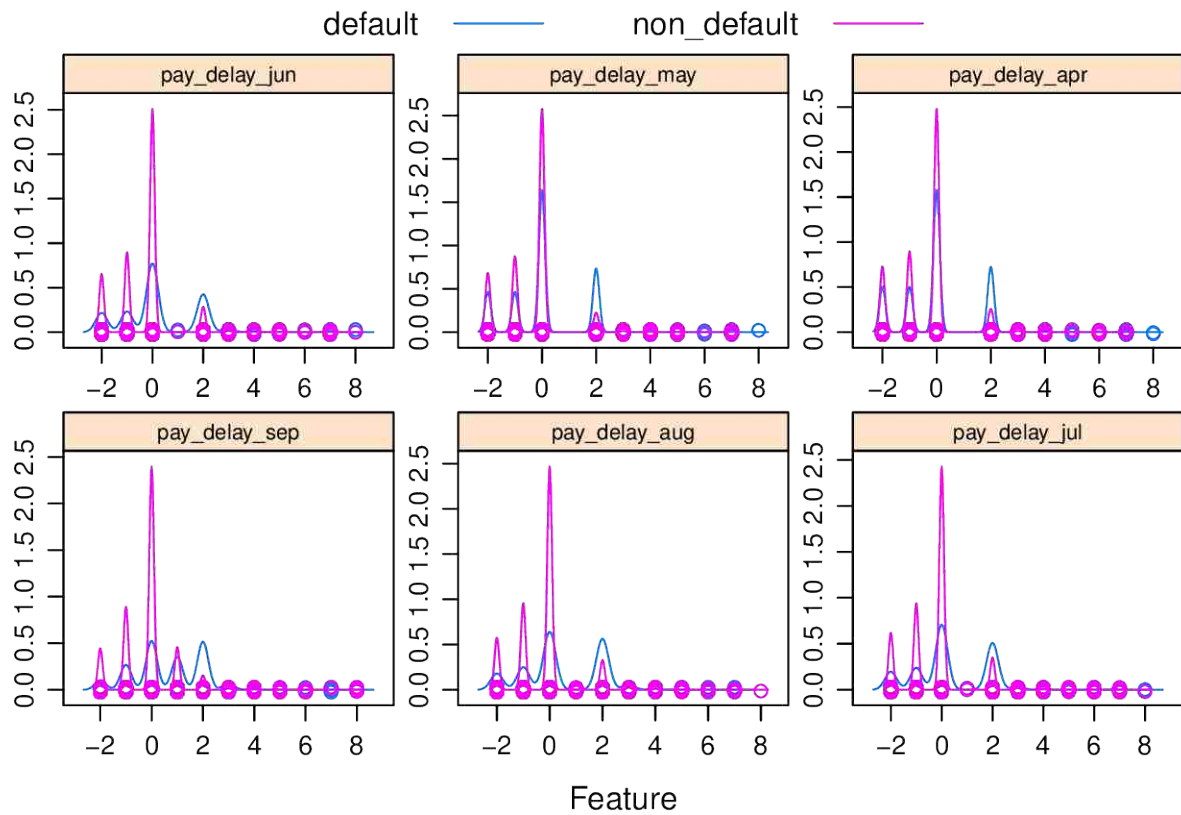 default non_default
pay_delay_jun pay_delay_may pay_delay_apr
0.0 0.5 1.0 1.5 2.0 2.5
0.0 0.5 1.0 1.5 2.0 2.5
0.0 0.5 1.0 1.5 2.0 2.5
−2 0 2 4 6 8
−2 0 2 4 6 8
−2 0 2 4 6 8
pay_delay_sep pay_delay_aug pay_delay_jul
0.0 0.5 1.0 1.5 2.0 2.5
0.0 0.5 1.0 1.5 2.0 2.5
0.0 0.5 1.0 1.5 2.0 2.5
−2 0 2 4 6 8
−2 0 2 4 6 8
−2 0 2 4 6 8
Feature